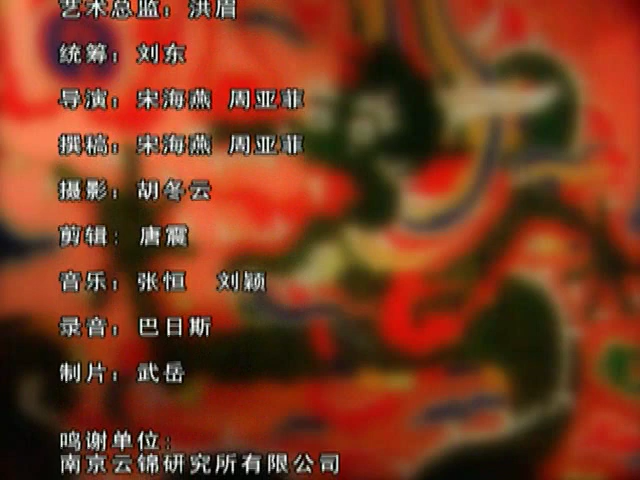 艺术总监：洪眉
统筹：刘东
导演：宋海燕 周亚菲
撰稿：宋海燕 周亚菲
摄影：胡冬云
剪辑：唐震
音乐：张恒 刘颖
录音：巴日斯
制片：武岳
鸣谢单位：
南京云锦研究所有限公司